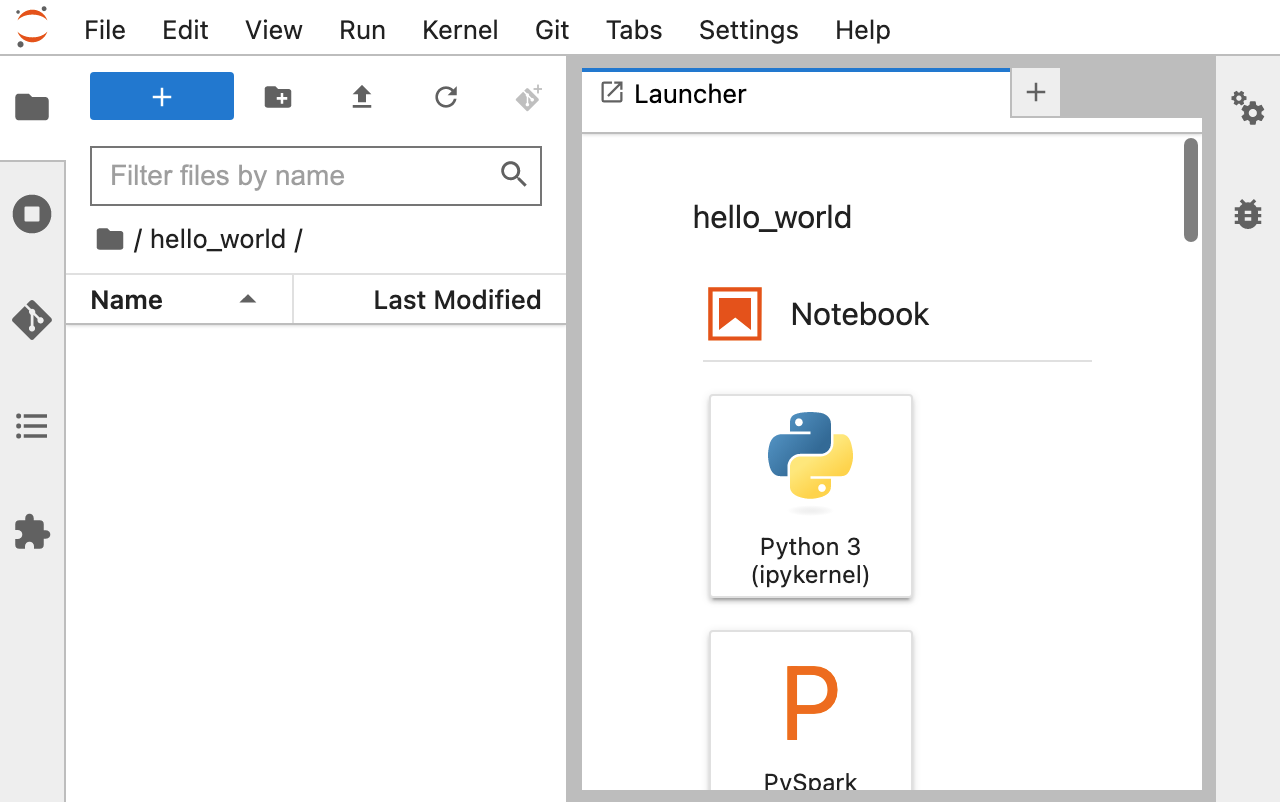 File Edit View Run Kernel Git Tabs Settings Help
+
Launcher
+
Filter files by name
/ hello_world /
Name
Last Modified
hello_world
Notebook
Python 3
(ipykernel)
P
PySpark